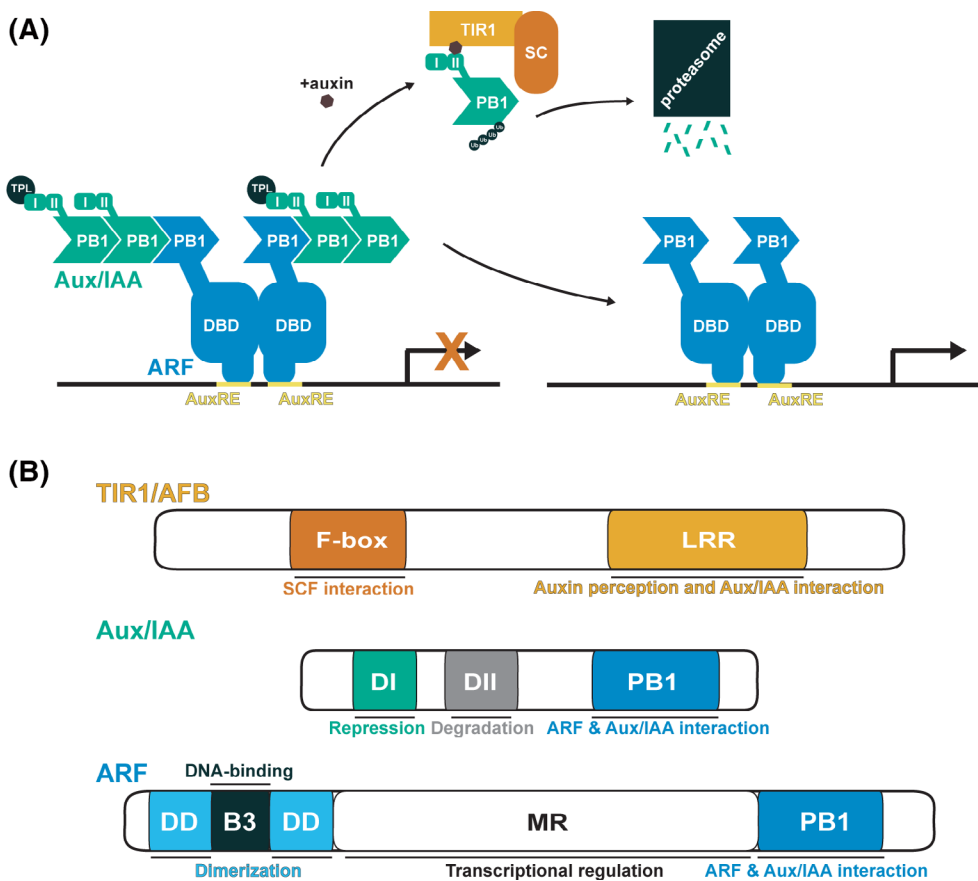 (A)
TIR1
SC
+auxin
I II
PB1
Ub Ub Ub Ub
proteasome
TPL
I II
I II
TPL
I II
I II
PB1
PB1
PB1
PB1
PB1
PB1
Aux/IAA
DBD
DBD
ARF
X
AuxRE
AuxRE
PB1
PB1
DBD
DBD
AuxRE
AuxRE
(B)
TIR1/AFB
F-box
LRR
SCF interaction
Auxin perception and Aux/IAA interaction
Aux/IAA
DI
DII
PB1
Repression
Degradation
ARF & Aux/IAA interaction
ARF
DNA-binding
DD
B3
DD
MR
PB1
Dimerization
Transcriptional regulation
ARF & Aux/IAA interaction